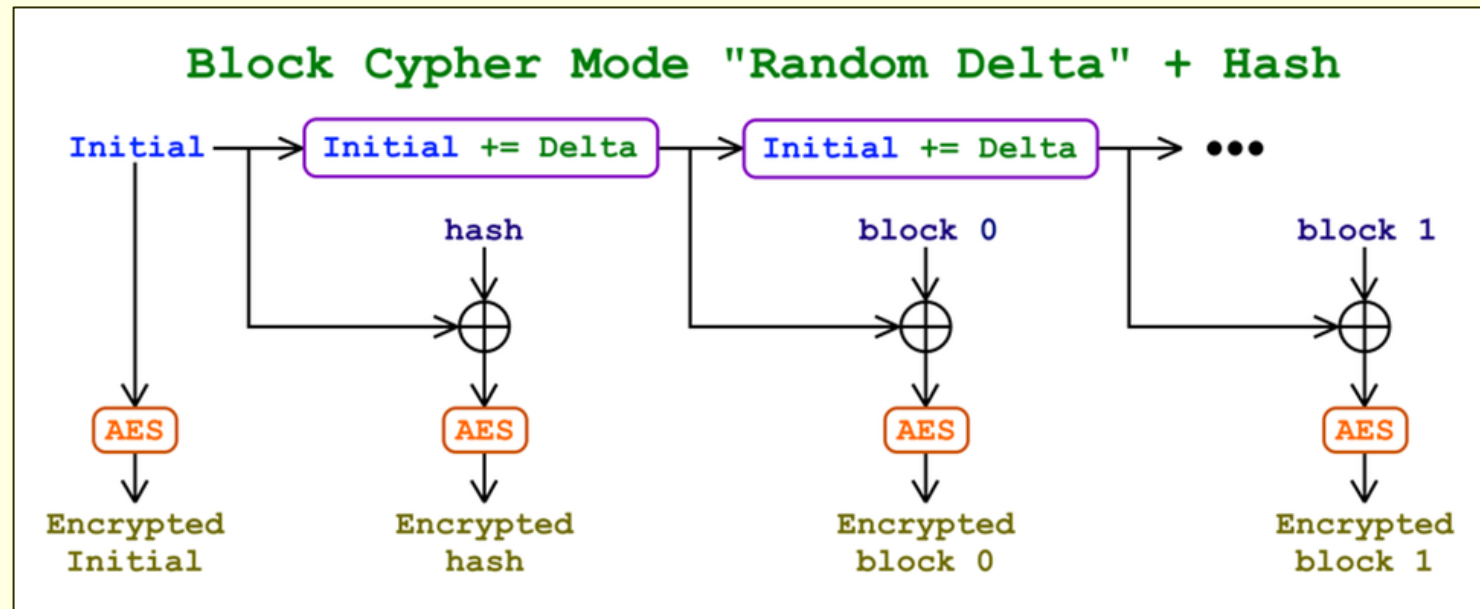 Block Cypher Mode "Random Delta" + Hash
Initial
Initial += Delta
Initial += Delta
hash
block 0
block 1
AES
AES
AES
AES
Encrypted
Initial
Encrypted
hash
Encrypted
block 0
Encrypted
block 1